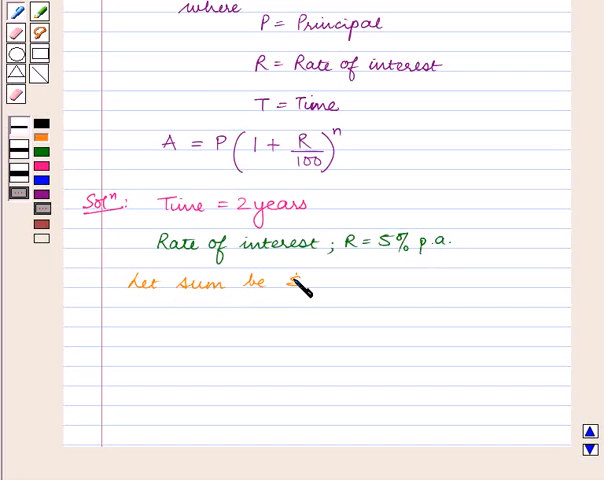 where
P = Principal
R = Rate of interest
T = Time
A = P(1 + R/100)^n
Solⁿ: Time = 2 years
Rate of interest ; R = 5% p.a.
Let sum be